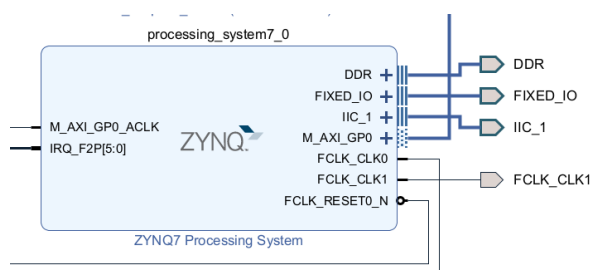 processing_system7_0
DDR
FIXED_IO
IIC_1
M_AXI_GP0
FCLK_CLK0
FCLK_CLK1
FCLK_RESET0_N
M_AXI_GP0_ACLK
IRQ_F2P[5:0]
ZYNQ.
ZYNQ7 Processing System
DDR
FIXED_IO
IIC_1
FCLK_CLK1